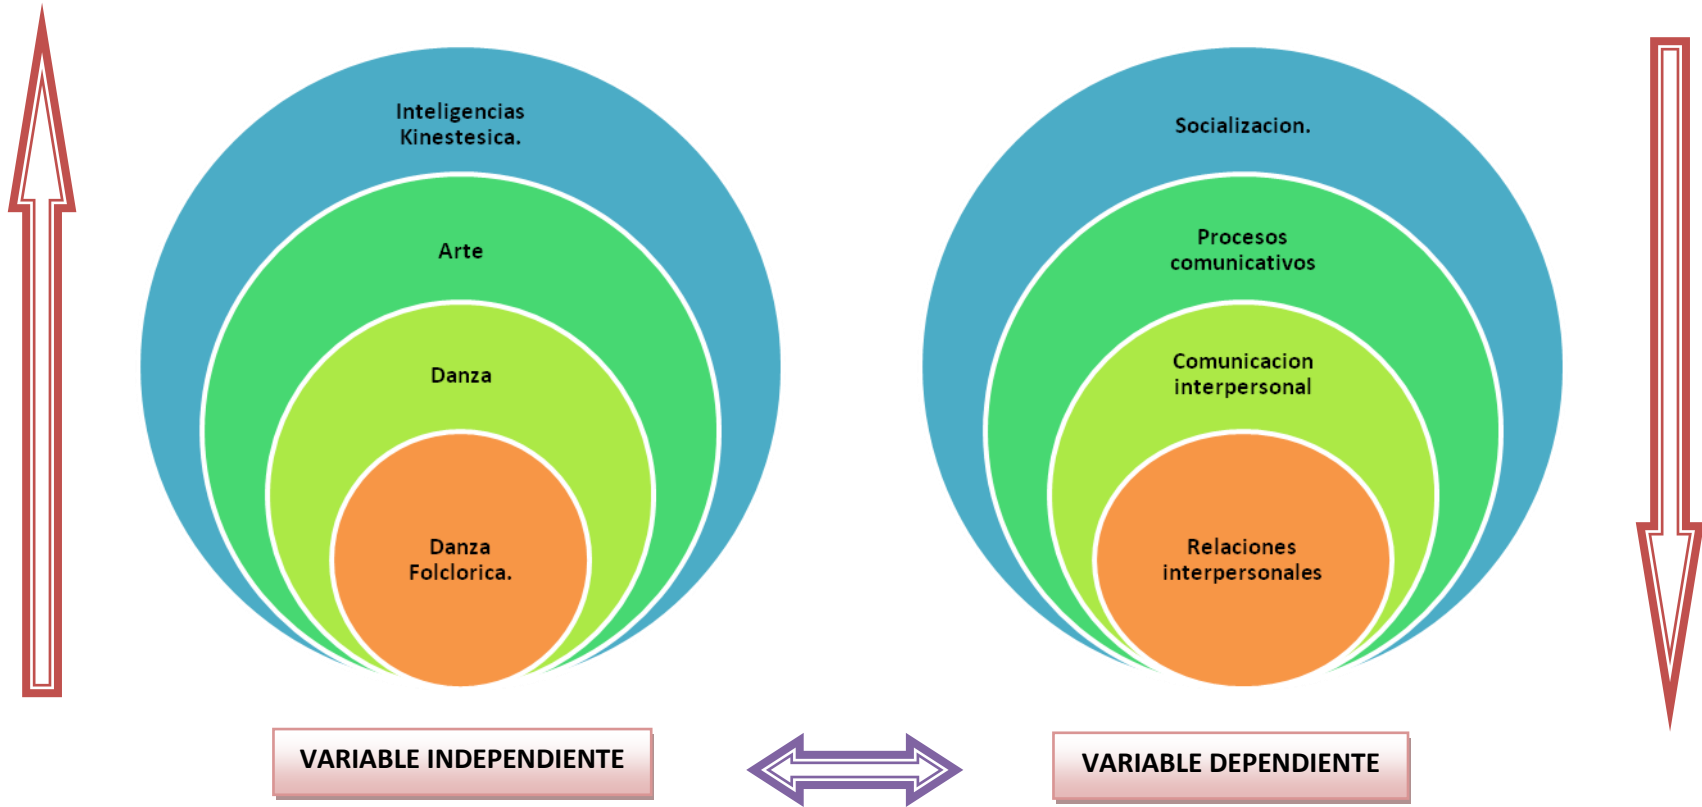 Inteligencias
Kinestesica.
Arte
Danza
Danza
Folclorica.
VARIABLE INDEPENDIENTE
Socializacion.
Procesos
comunicativos
Comunicacion
interpersonal
Relaciones
interpersonales
VARIABLE DEPENDIENTE